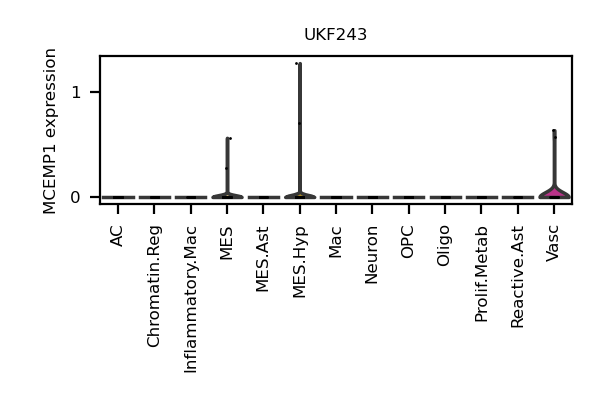 UKF243
MCEMP1 expression
1
0
AC
Chromatin.Reg
Inflammatory.Mac
MES
MES.Ast
MES.Hyp
Mac
Neuron
OPC
Oligo
Prolif.Metab
Reactive.Ast
Vasc